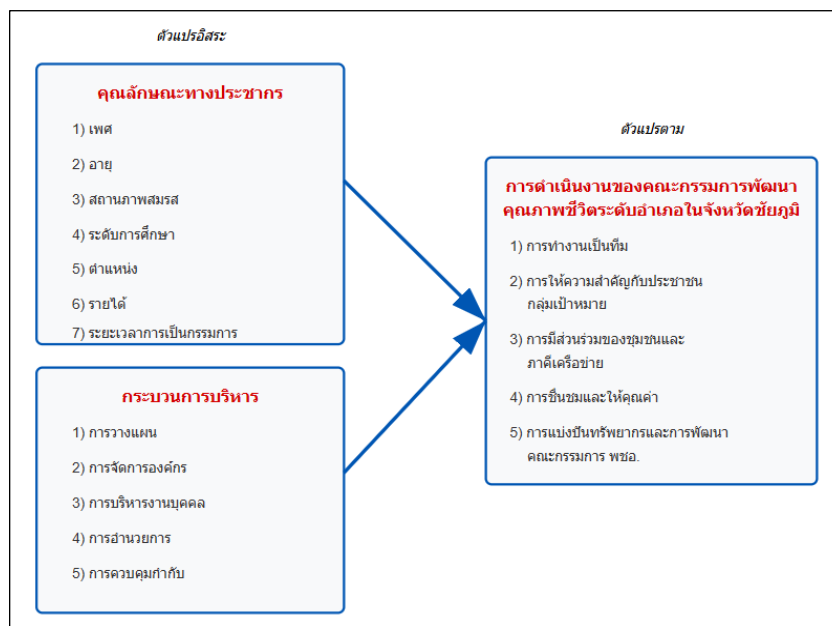 ตัวแปรอิสระ
คุณลักษณะทางประชากร
1) เพศ
2) อายุ
3) สถานภาพสมรส
4) ระดับการศึกษา
5) ตำแหน่ง
6) รายได้
7) ระยะเวลาการเป็นกรรมการ
กระบวนการบริหาร
1) การวางแผน
2) การจัดการองค์กร
3) การบริหารงานบุคคล
4) การอำนวยการ
5) การควบคุมกำกับ
ตัวแปรตาม
การดำเนินงานของคณะกรรมการพัฒนา
คุณภาพชีวิตระดับอำเภอในจังหวัดชัยภูมิ
1) การทำงานเป็นทีม
2) การให้ความสำคัญกับประชาชน
กลุ่มเป้าหมาย
3) การมีส่วนร่วมของชุมชนและ
ภาคีเครือข่าย
4) การชื่นชมและให้คุณค่า
5) การแบ่งปันทรัพยากรและการพัฒนา
คณะกรรมการ พชอ.